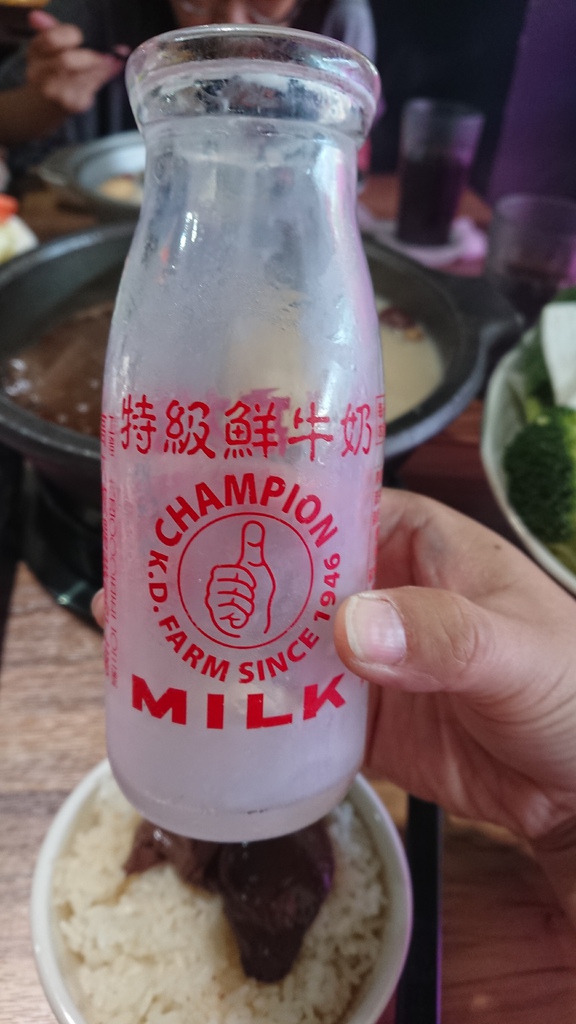 特級鮮牛奶
CHAMPION
K.D. FARM SINCE 1946
MILK